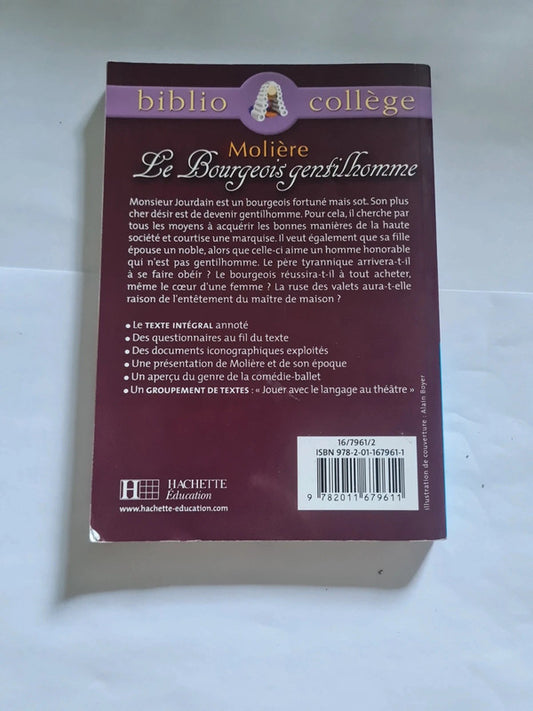 biblio collège
Molière
Le Bourgeois gentilhomme
Monsieur Jourdain est un bourgeois fortuné mais sot. Son plus
cher désir est de devenir gentilhomme. Pour cela, il cherche par
tous les moyens à acquérir les bonnes manières de la haute
société et courtise une marquise. Il veut également que sa fille
épouse un noble, alors que celle-ci aime un homme honorable
qui n'est pas gentilhomme. Le père tyrannique arrivera-t-il
à se faire obéir ? Le bourgeois réussira-t-il à tout acheter,
même le cœur d'une femme ? La ruse des valets aura-t-elle
raison de l'entêtement du maître de maison ?
• Le TEXTE INTÉGRAL annoté
• Des questionnaires au fil du texte
• Des documents iconographiques exploités
• Une présentation de Molière et de son époque
• Un aperçu du genre de la comédie-ballet
• Un GROUPEMENT DE TEXTES : « Jouer avec le langage au théâtre »
16/7961/2
ISBN 978-2-01-167961-1
9 782011 679611
HACHETTE
Éducation
www.hachette-education.com
Illustration de couverture : Alain Boyer